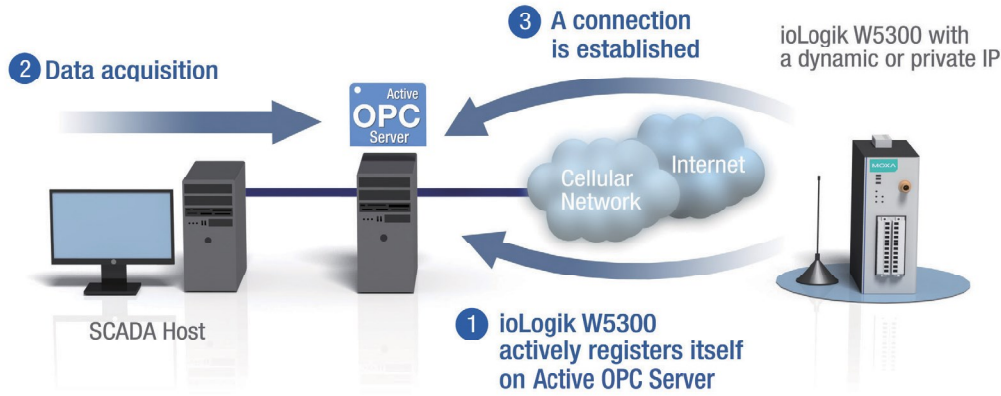 3 A connection
is established
ioLogik W5300 with
a dynamic or private IP
2 Data acquisition
Active
OPC
Server
MOXA
Internet
Cellular
Network
SCADA Host
1 ioLogik W5300
actively registers itself
on Active OPC Server